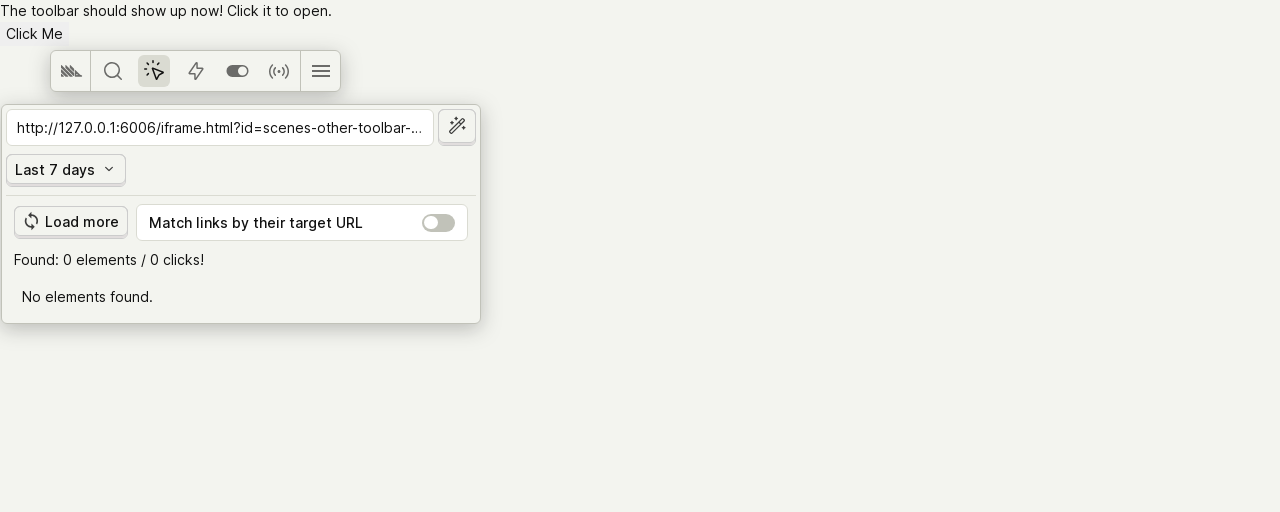 The toolbar should show up now! Click it to open.
Click Me
http://127.0.0.1:6006/iframe.html?id=scenes-other-toolbar-...
Last 7 days
Load more
Match links by their target URL
Found: 0 elements / 0 clicks!
No elements found.